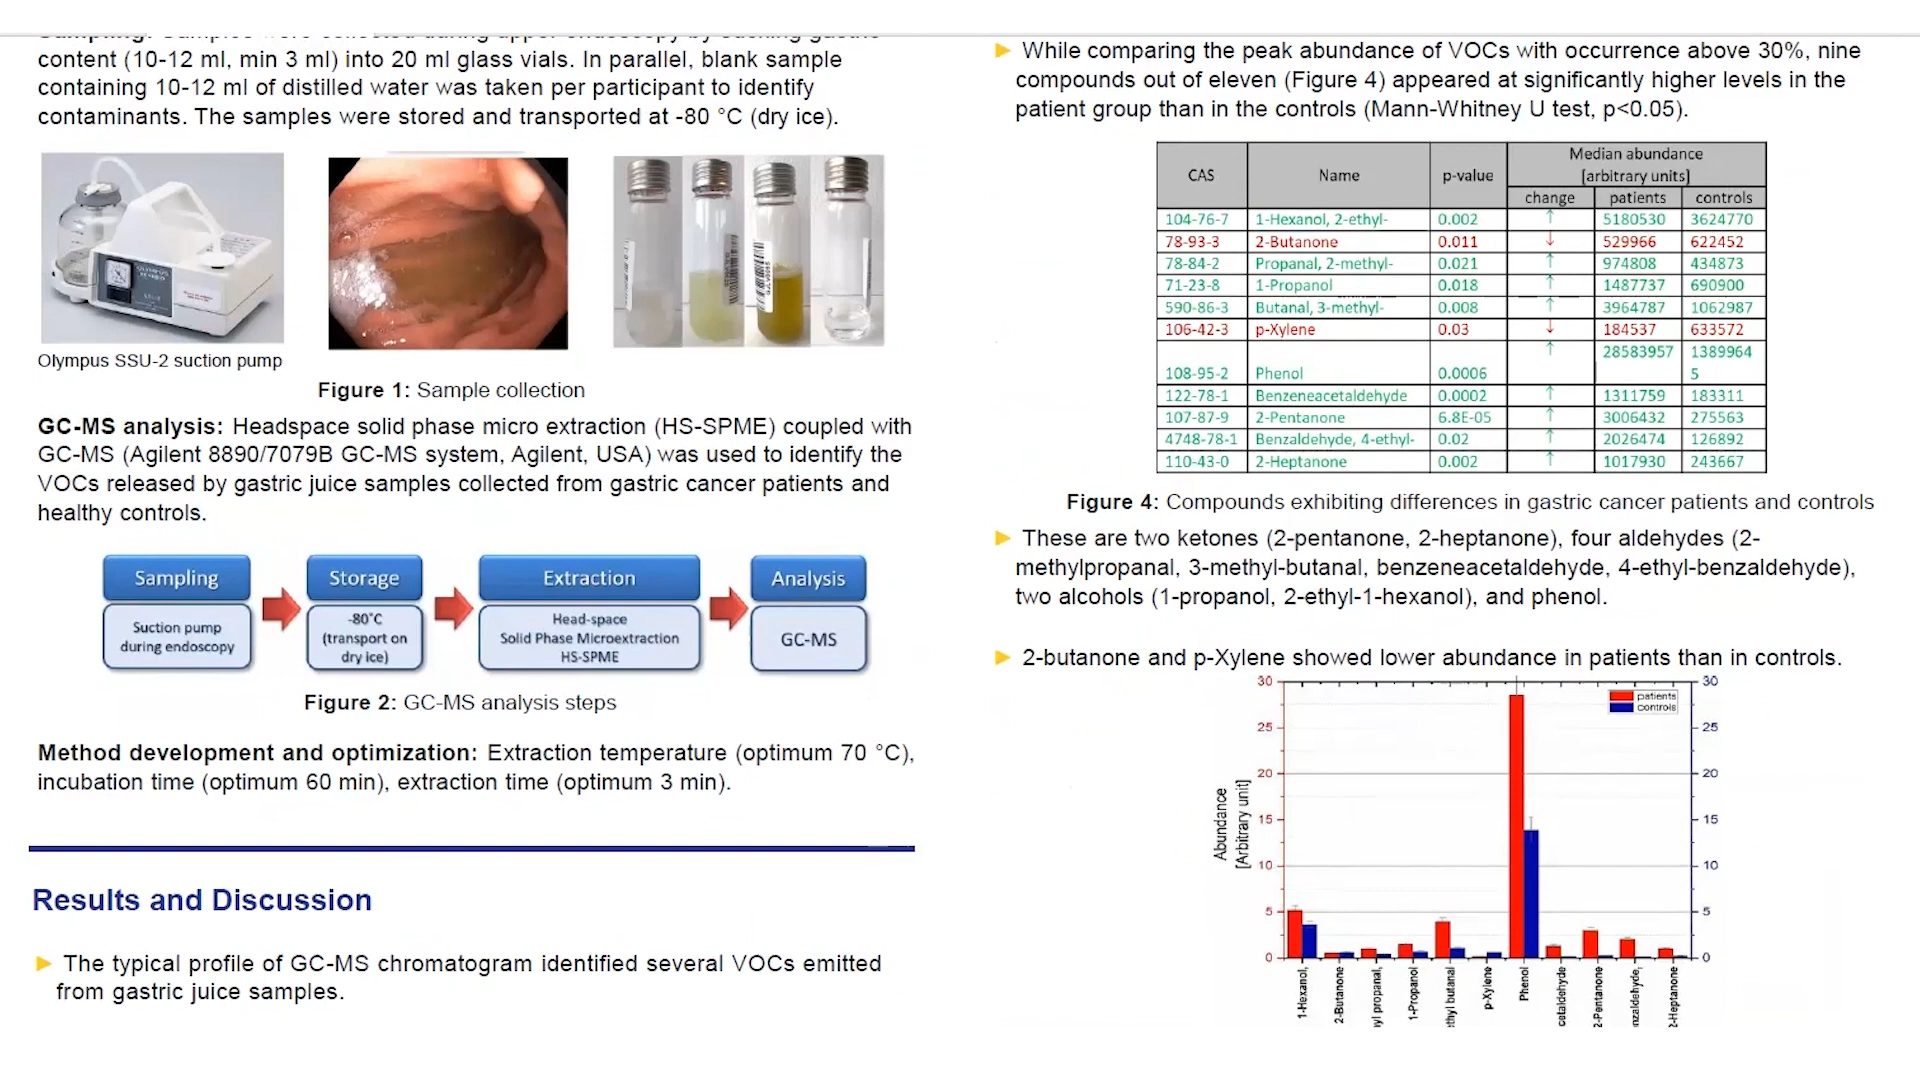 content (10-12 ml, min 3 ml) into 20 ml glass vials. In parallel, blank sample
containing 10-12 ml of distilled water was taken per participant to identify
contaminants. The samples were stored and transported at -80 °C (dry ice).
Olympus SSU-2 suction pump
Figure 1: Sample collection
GC-MS analysis: Headspace solid phase micro extraction (HS-SPME) coupled with
GC-MS (Agilent 8890/7079B GC-MS system, Agilent, USA) was used to identify the
VOCs released by gastric juice samples collected from gastric cancer patients and
healthy controls.
Sampling
Suction pump
during endoscopy
Storage
-80°C
(transport on
dry ice)
Extraction
Head-space
Solid Phase Microextraction
HS-SPME
Analysis
GC-MS
Figure 2: GC-MS analysis steps
Method development and optimization: Extraction temperature (optimum 70 °C),
incubation time (optimum 60 min), extraction time (optimum 3 min).
Results and Discussion
The typical profile of GC-MS chromatogram identified several VOCs emitted
from gastric juice samples.
While comparing the peak abundance of VOCs with occurrence above 30%, nine
compounds out of eleven (Figure 4) appeared at significantly higher levels in the
patient group than in the controls (Mann-Whitney U test, p<0.05).
CAS Name p-value Median abundance
[arbitrary units]
change patients controls
104-76-7 1-Hexanol, 2-ethyl- 0.002 ↑ 5180530 3624770
78-93-3 2-Butanone 0.011 ↓ 529966 622452
78-84-2 Propanal, 2-methyl- 0.021 ↑ 974808 434873
71-23-8 1-Propanol 0.018 ↑ 1487737 690900
590-86-3 Butanal, 3-methyl- 0.008 ↑ 3964787 1062987
106-42-3 p-Xylene 0.03 ↓ 184537 633572
↑ 28583957 1389964
108-95-2 Phenol 0.0006 5
122-78-1 Benzeneacetaldehyde 0.0002 ↑ 1311759 183311
107-87-9 2-Pentanone 6.8E-05 ↑ 3006432 275563
4748-78-1 Benzaldehyde, 4-ethyl- 0.02 ↑ 2026474 126892
110-43-0 2-Heptanone 0.002 ↑ 1017930 243667
Figure 4: Compounds exhibiting differences in gastric cancer patients and controls
These are two ketones (2-pentanone, 2-heptanone), four aldehydes (2-
methylpropanal, 3-methyl-butanal, benzeneacetaldehyde, 4-ethyl-benzaldehyde),
two alcohols (1-propanol, 2-ethyl-1-hexanol), and phenol.
2-butanone and p-Xylene showed lower abundance in patients than in controls.
patients
controls
30 30
25 25
20 20
15 15
10 10
5 5
0 0
Abundance
[Arbitrary unit]
1-Hexanol,
2-Butanone
yl propanal,
1-Propanol
ethyl butanal
p-Xylene
Phenol
cetaldehyde
2-Pentanone
nzaldehyde,
2-Heptanone